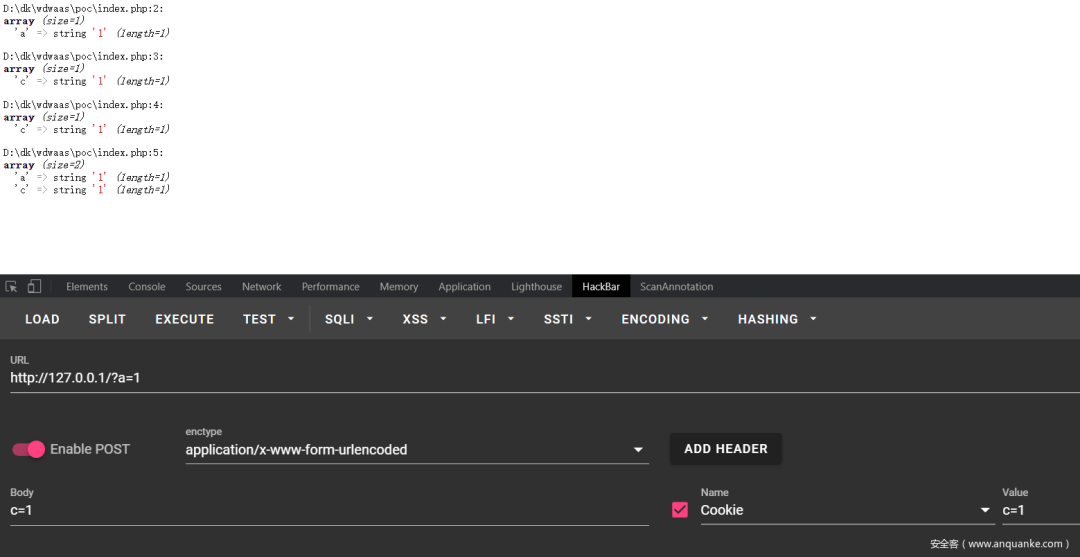 D:\dk\wdwaas\poc\index.php:2:
array (size=1)
'a' => string '1' (length=1)
D:\dk\wdwaas\poc\index.php:3:
array (size=1)
'c' => string '1' (length=1)
D:\dk\wdwaas\poc\index.php:4:
array (size=1)
'c' => string '1' (length=1)
D:\dk\wdwaas\poc\index.php:5:
array (size=2)
'a' => string '1' (length=1)
'c' => string '1' (length=1)
Elements Console Sources Network Performance Memory Application Lighthouse HackBar ScanAnnotation
LOAD SPLIT EXECUTE TEST SQLI XSS LFI SSTI ENCODING HASHING
URL
http://127.0.0.1/?a=1
enctype
Enable POST application/x-www-form-urlencoded ADD HEADER
Body Name Value
c=1 Cookie c=1
安全客（www.anquanke.com）